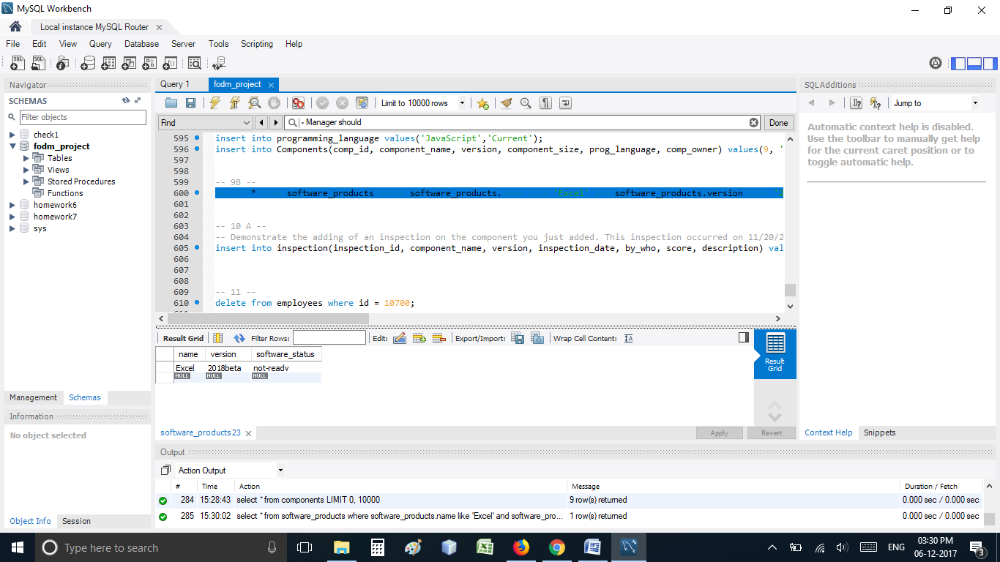 MySQL Workbench
Local instance MySQL Router
File Edit View Query Database Server Tools Scripting Help
Navigator
SCHEMAS
Filter objects
check1
fodm_project
Tables
Views
Stored Procedures
Functions
homework6
homework7
sys
Management Schemas
Information
No object selected
Object Info Session
Query 1 fodm_project
Limit to 10000 rows
Find Manager should Done
595 insert into programming_language values('JavaScript','Current');
596 insert into Components(comp_id, component_name, version, component_size, prog_language, comp_owner) values(9, '
597
598
599 -- 9B --
600 * software_products software_products. 'Excel' software_products.version
601
602
603 -- 10 A --
604 -- Demonstrate the adding of an inspection on the component you just added. This inspection occurred on 11/20/2
605 insert into inspection(inspection_id, component_name, version, inspection_date, by_who, score, description) val
606
607
608
609 -- 11 --
610 delete from employees where id = 10700;
Result Grid Filter Rows: Edit: Export/Import: Wrap Cell Content:
name version software_status
Excel 2018beta not-ready
NULL NULL NULL
Result Grid
software_products23
Apply Revert
SQLAdditions
Jump to
Automatic context help is disabled.
Use the toolbar to manually get help
for the current caret position or to
toggle automatic help.
Context Help Snippets
Output
Action Output
# Time Action Message Duration / Fetch
284 15:28:43 select * from components LIMIT 0, 10000 9 row(s) returned 0.000 sec / 0.000 sec
285 15:30:02 select * from software_products where software_products.name like 'Excel' and software_pro... 1 row(s) returned 0.000 sec / 0.000 sec
Type here to search
ENG
03:30 PM
06-12-2017
3